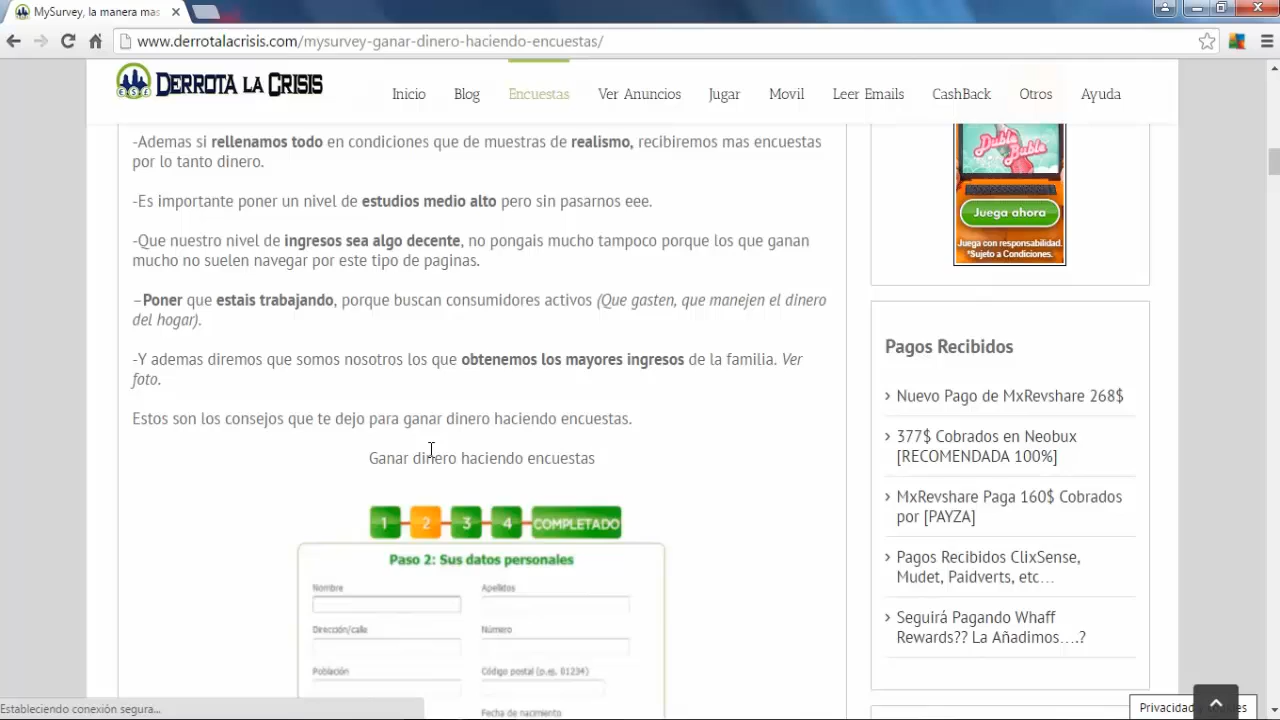 MySurvey, la manera mas
www.derrotalacrisis.com/mysurvey-ganar-dinero-haciendo-encuestas/
ESE
DERROTA LA CRISIS
Inicio
Blog
Encuestas
Ver Anuncios
Jugar
Movil
Leer Emails
CashBack
Otros
Ayuda
-Ademas si rellenamos todo en condiciones que de muestras de realismo, recibiremos mas encuestas
por lo tanto dinero.
-Es importante poner un nivel de estudios medio alto pero sin pasarnos eee.
-Que nuestro nivel de ingresos sea algo decente, no pongais mucho tampoco porque los que ganan
mucho no suelen navegar por este tipo de paginas.
–Poner que estais trabajando, porque buscan consumidores activos (Que gasten, que manejen el dinero
del hogar).
-Y ademas diremos que somos nosotros los que obtenemos los mayores ingresos de la familia. Ver
foto.
Estos son los consejos que te dejo para ganar dinero haciendo encuestas.
Ganar dinero haciendo encuestas
1 2 3 4 COMPLETADO
Paso 2: Sus datos personales
Nombre
Apellidos
Dirección/calle
Número
Población
Código postal (p.ej. 01234)
Fecha de nacimiento
Dubla Bubla
Juega ahora
Juega con responsabilidad.
*Sujeto a Condiciones.
Pagos Recibidos
› Nuevo Pago de MxRevshare 268$
› 377$ Cobrados en Neobux
[RECOMENDADA 100%]
› MxRevshare Paga 160$ Cobrados
por [PAYZA]
› Pagos Recibidos ClixSense,
Mudet, Paidverts, etc…
› Seguirá Pagando Whaff
Rewards?? La Añadimos….?
Estableciendo conexión segura...
Privacidad